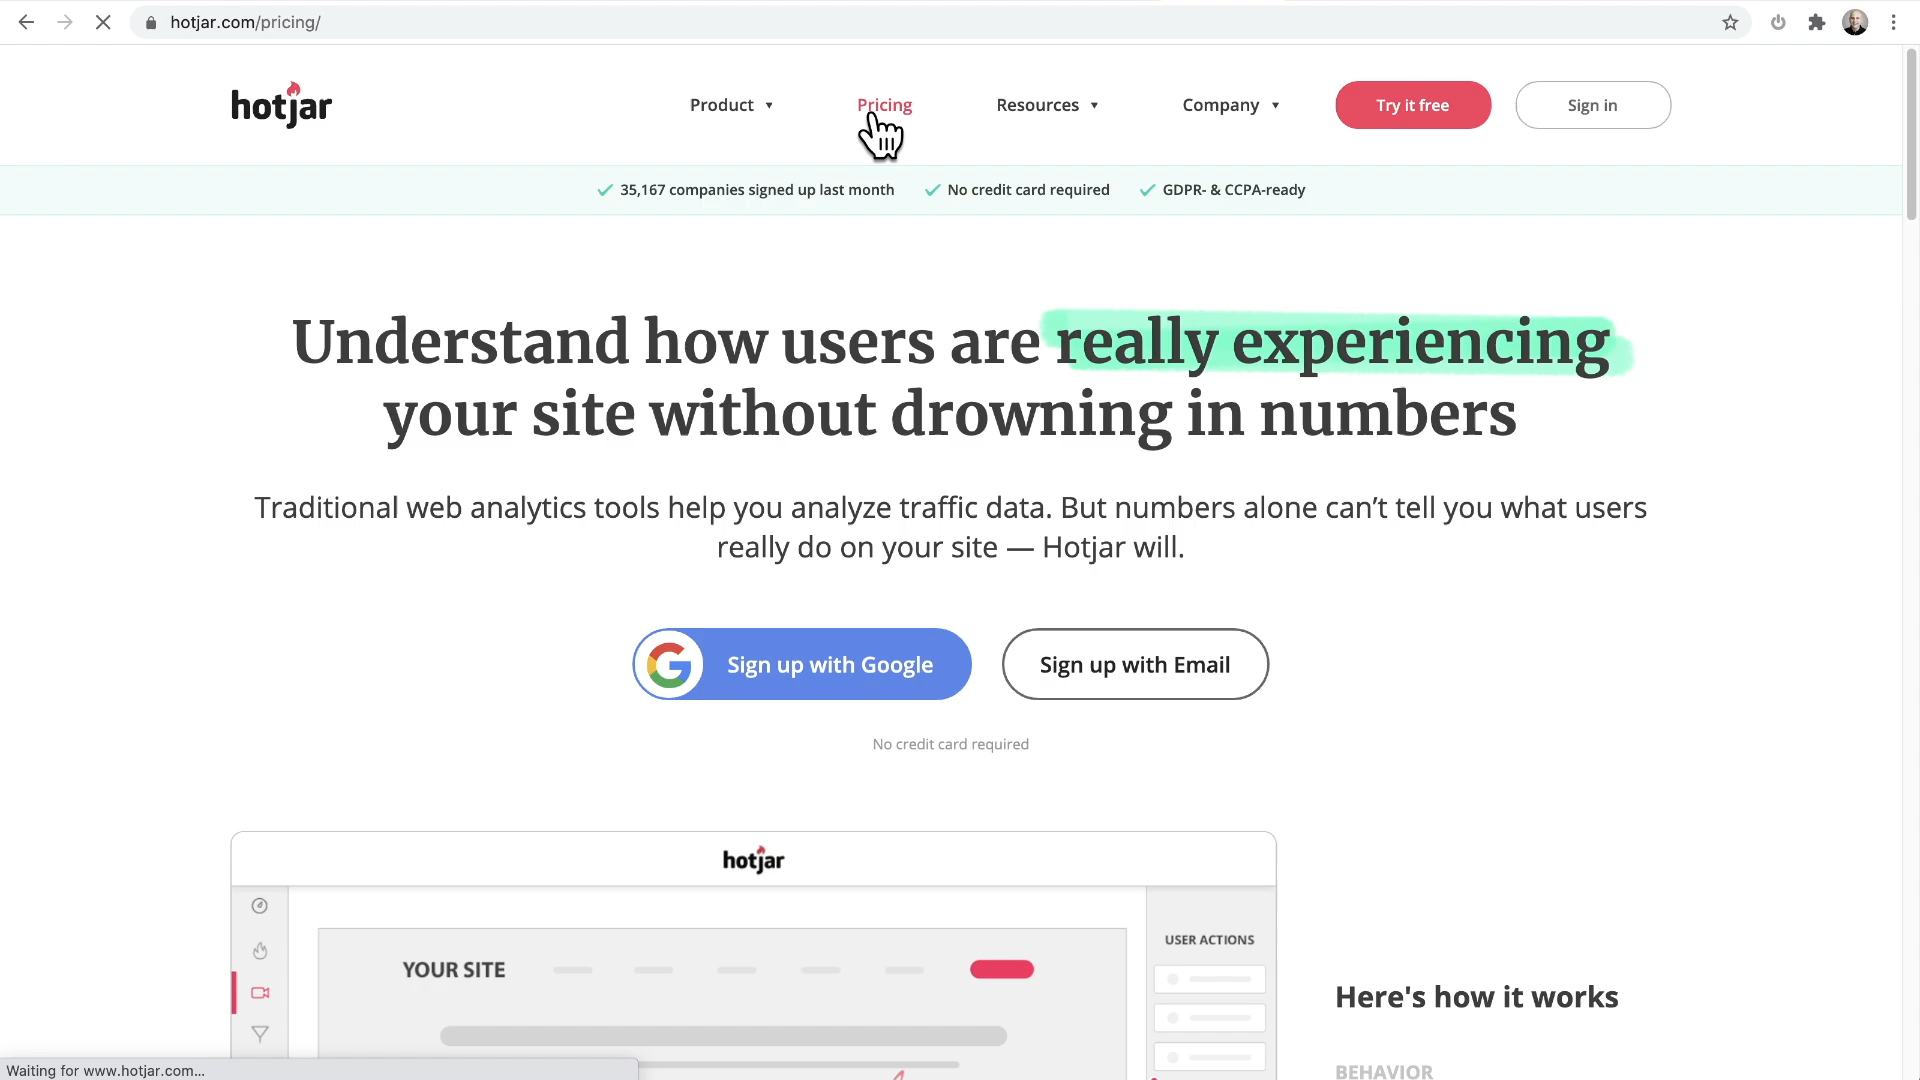 hotjar.com/pricing/
hotjar
Product
Pricing
Resources
Company
Try it free
Sign in
35,167 companies signed up last month
No credit card required
GDPR- & CCPA-ready
Understand how users are really experiencing
your site without drowning in numbers
Traditional web analytics tools help you analyze traffic data. But numbers alone can’t tell you what users
really do on your site — Hotjar will.
Sign up with Google
Sign up with Email
No credit card required
hotjar
YOUR SITE
USER ACTIONS
Here's how it works
BEHAVIOR
Waiting for www.hotjar.com...